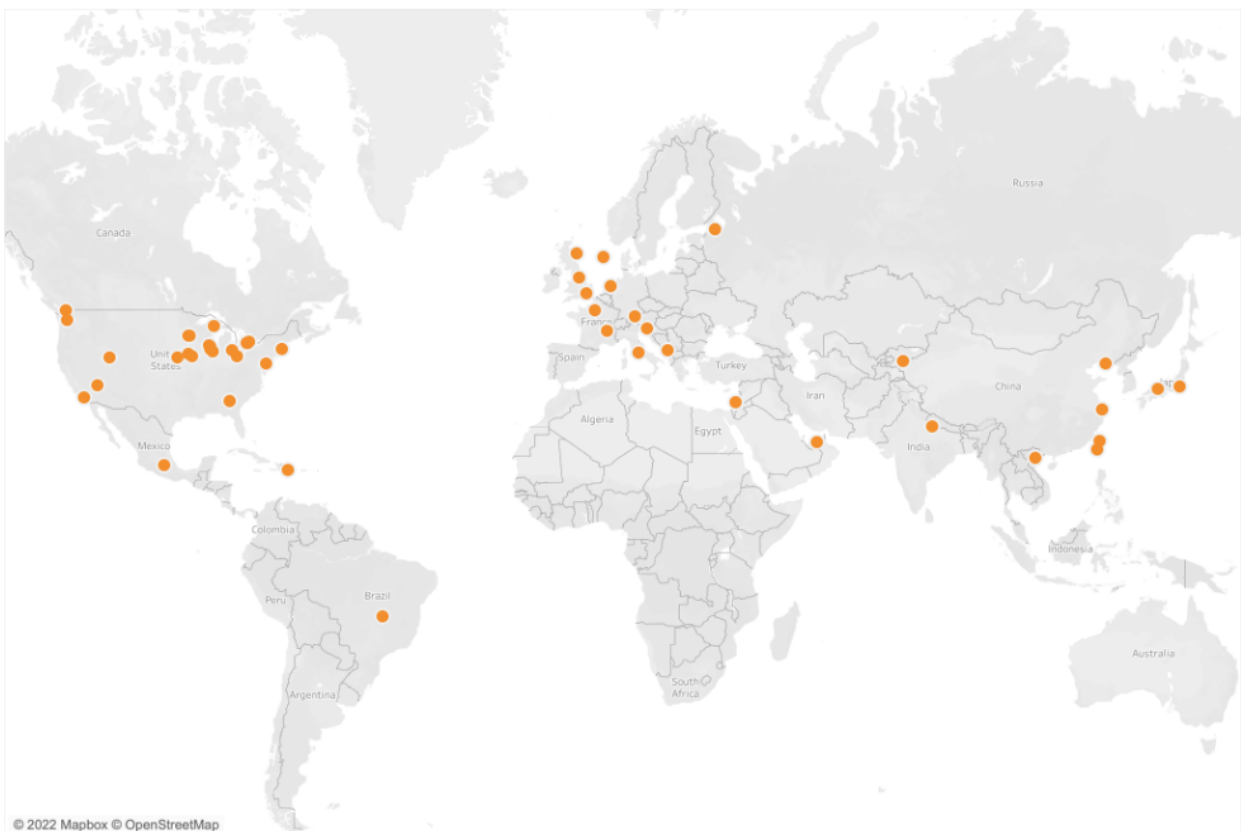 Russia
Canada
France
United
States
Spain
Turkey
China
Japan
Iran
Algeria
Egypt
Mexico
India
Colombia
Indonesia
Peru
Brazil
Australia
South
Africa
Argentina
© 2022 Mapbox © OpenStreetMap